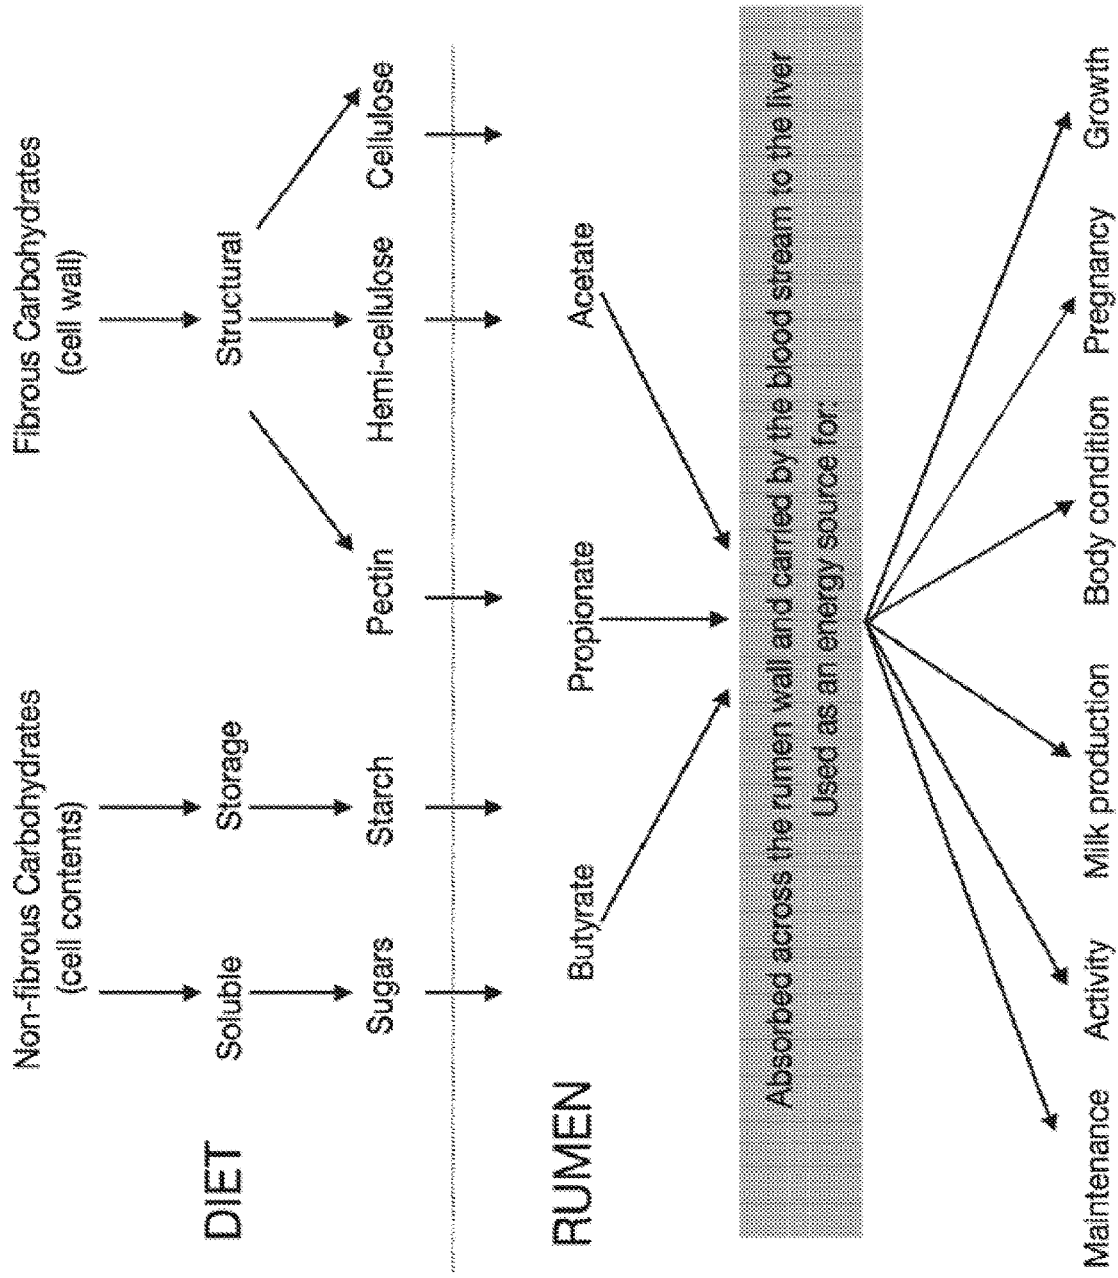 Non-fibrous Carbohydrates
(cell contents)
Fibrous Carbohydrates
(cell wall)
DIET
Soluble
Storage
Structural
Sugars
Starch
Pectin
Hemi-cellulose
Cellulose
RUMEN
Butyrate
Propionate
Acetate
Absorbed across the rumen wall and carried by the blood stream to the liver
Used as an energy source for:
Maintenance
Activity
Milk production
Body condition
Pregnancy
Growth